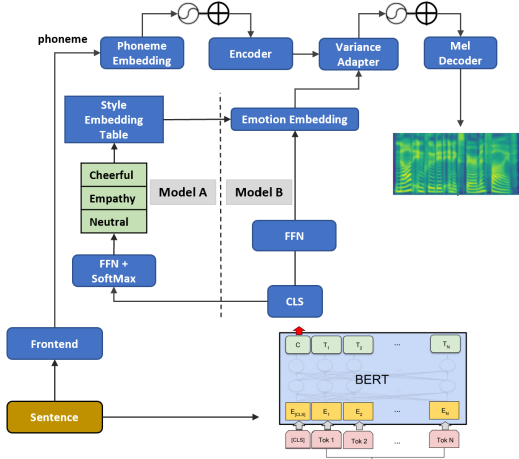 phoneme
Phoneme
Embedding
Encoder
Variance
Adapter
Mel
Decoder
Style
Embedding
Table
Emotion Embedding
Cheerful
Empathy
Neutral
Model A
Model B
FFN +
SoftMax
FFN
CLS
Frontend
Sentence
C T1 T2 ... TN
BERT
E[CLS] E1 E2 ... EN
[CLS] Tok 1 Tok 2 ... Tok N